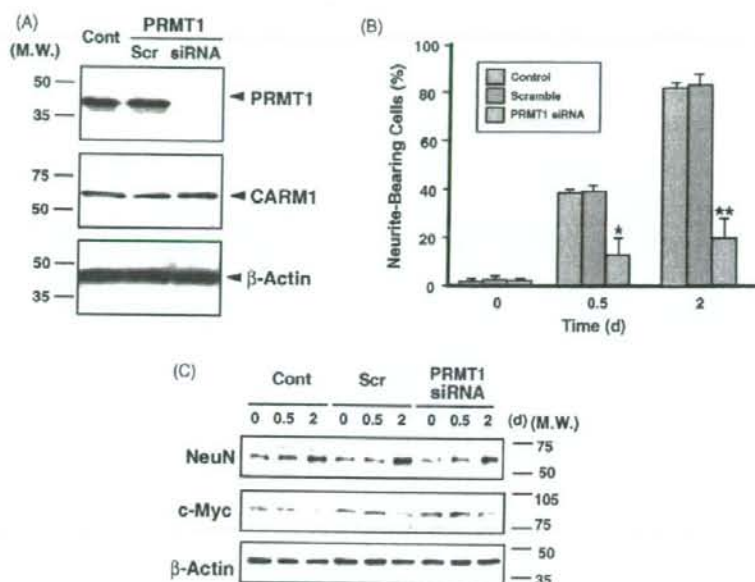 (A)
PRMT1
Cont Scr siRNA
(M.W.)
50
35
PRMT1
75
50
CARM1
50
35
β-Actin
(B)
Neurite-Bearing Cells (%)
100
80
60
40
20
0
Control
Scramble
PRMT1 siRNA
*
**
0 0.5 2
Time (d)
(C)
Cont Scr PRMT1 siRNA
0 0.5 2 0 0.5 2 0 0.5 2 (d) (M.W.)
NeuN
75
50
c-Myc
105
75
β-Actin
50
35